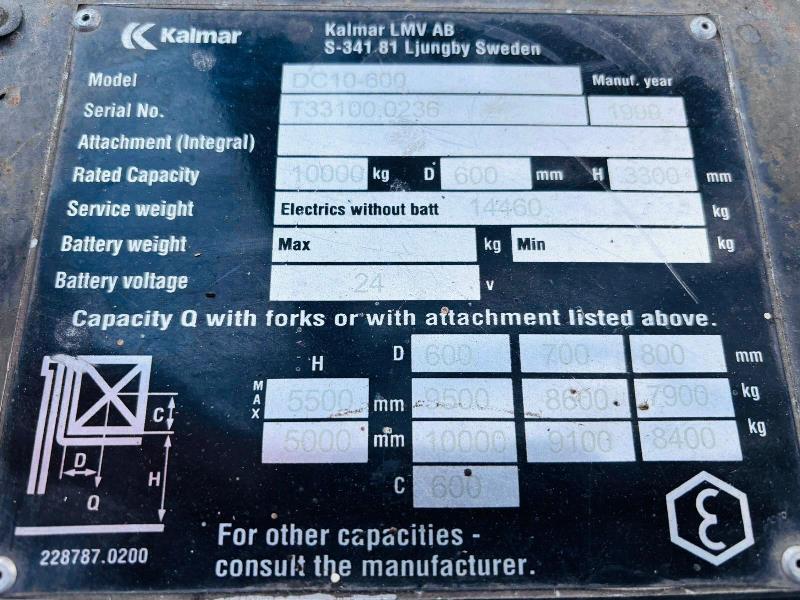 Kalmar
Kalmar LMV AB
S-341 81 Ljungby Sweden
Model DC10-600 Manuf. year
Serial No. T33100,0236
Attachment (Integral)
Rated Capacity 10000 kg D 600 mm H 3300 mm
Service weight Electrics without batt 14460 kg
Battery weight Max kg Min kg
Battery voltage 24 v
Capacity Q with forks or with attachment listed above.
H D 600 700 800 mm
MAX 5500 mm 9500 8600 7900 kg
5000 mm 10000 9100 8400 kg
C 600
C
D
H
Q
228787.0200
For other capacities -
consult the manufacturer.